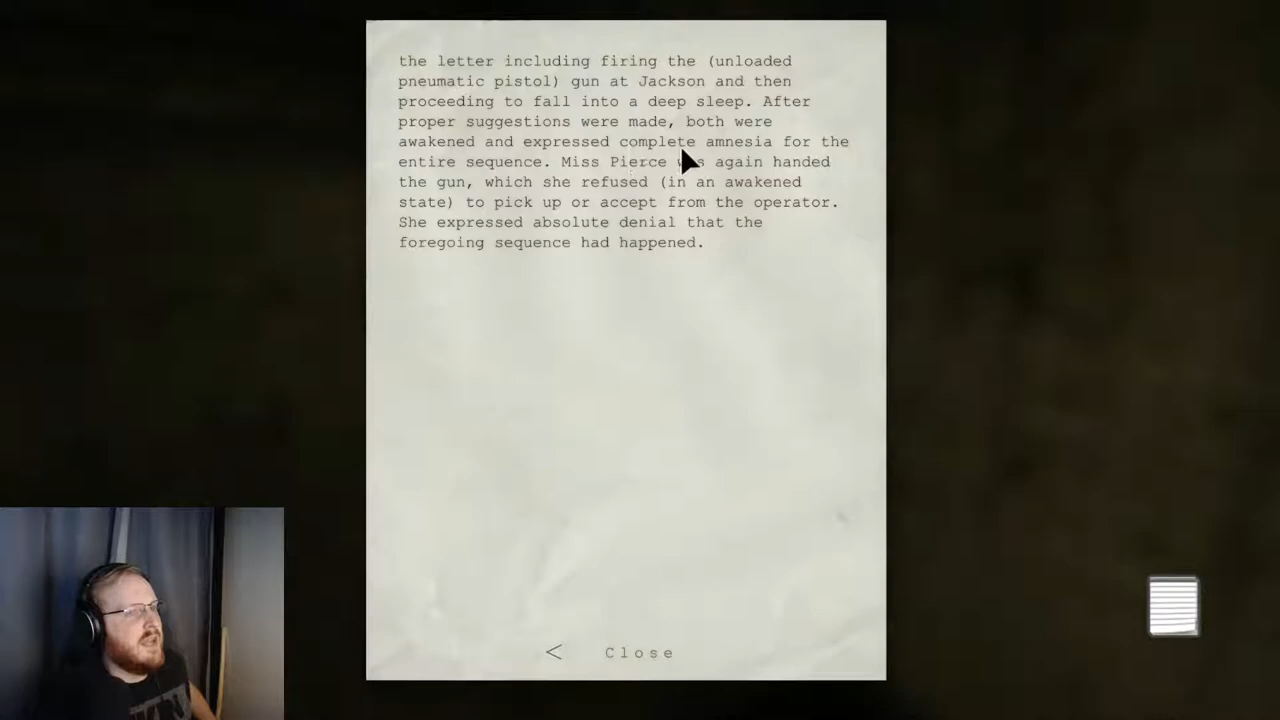 the letter including firing the (unloaded
pneumatic pistol) gun at Jackson and then
proceeding to fall into a deep sleep. After
proper suggestions were made, both were
awakened and expressed complete amnesia for the
entire sequence. Miss Pierce was again handed
the gun, which she refused (in an awakened
state) to pick up or accept from the operator.
She expressed absolute denial that the
foregoing sequence had happened.
< Close